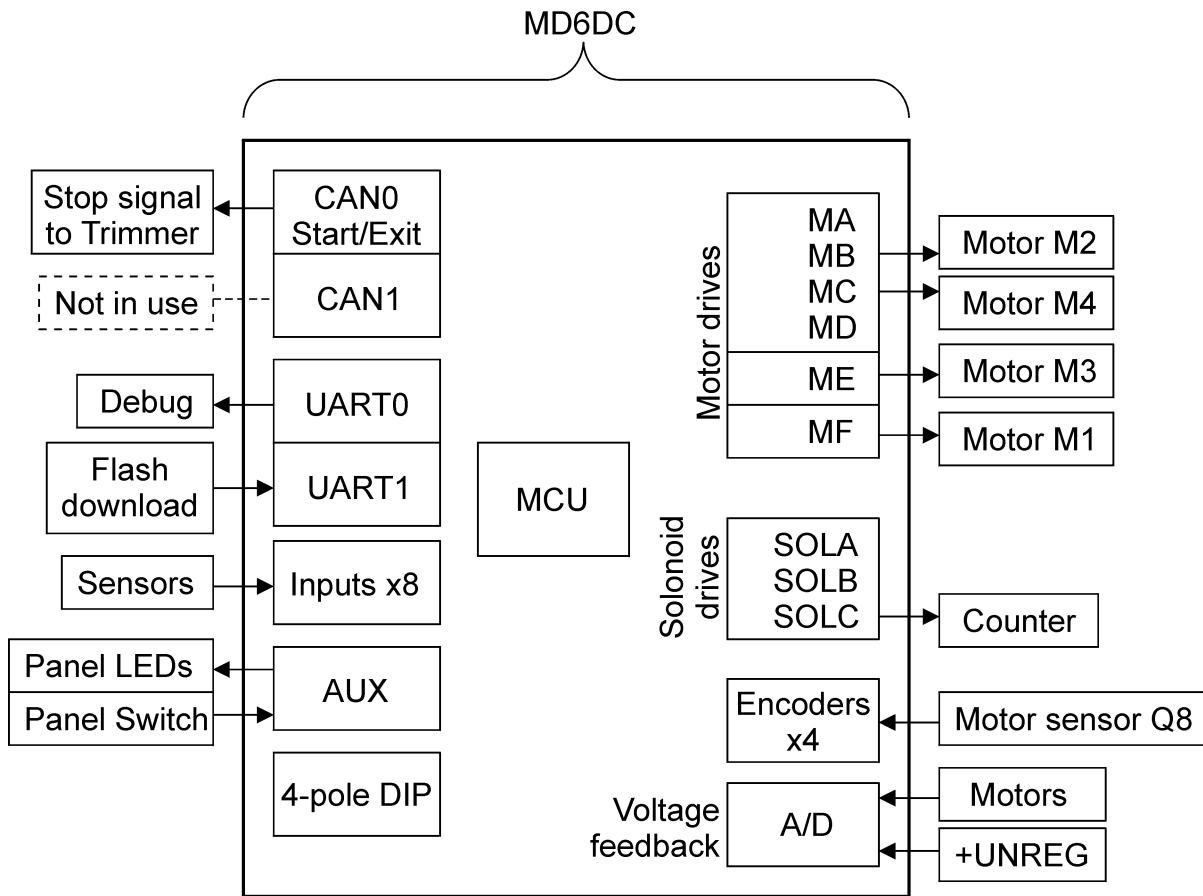 MD6DC
Stop signal
to Trimmer
CAN0
Start/Exit
Not in use
CAN1
Debug
UART0
Flash
download
UART1
Sensors
Inputs x8
Panel LEDs
Panel Switch
AUX
4-pole DIP
MCU
Motor drives
MA
MB
MC
MD
ME
MF
Motor M2
Motor M4
Motor M3
Motor M1
Solonoid
drives
SOLA
SOLB
SOLC
Counter
Encoders
x4
Motor sensor Q8
Voltage
feedback
A/D
Motors
+UNREG